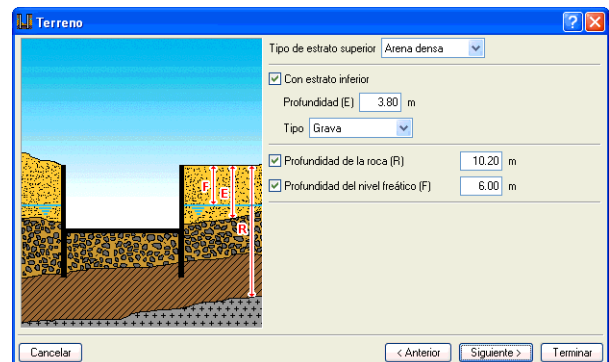 Terreno
Tipo de estrato superior Arena densa
Con estrato inferior
Profundidad (E) 3.80 m
Tipo Grava
Profundidad de la roca (R) 10.20 m
Profundidad del nivel freático (F) 6.00 m
F
E
R
Cancelar < Anterior Siguiente > Terminar